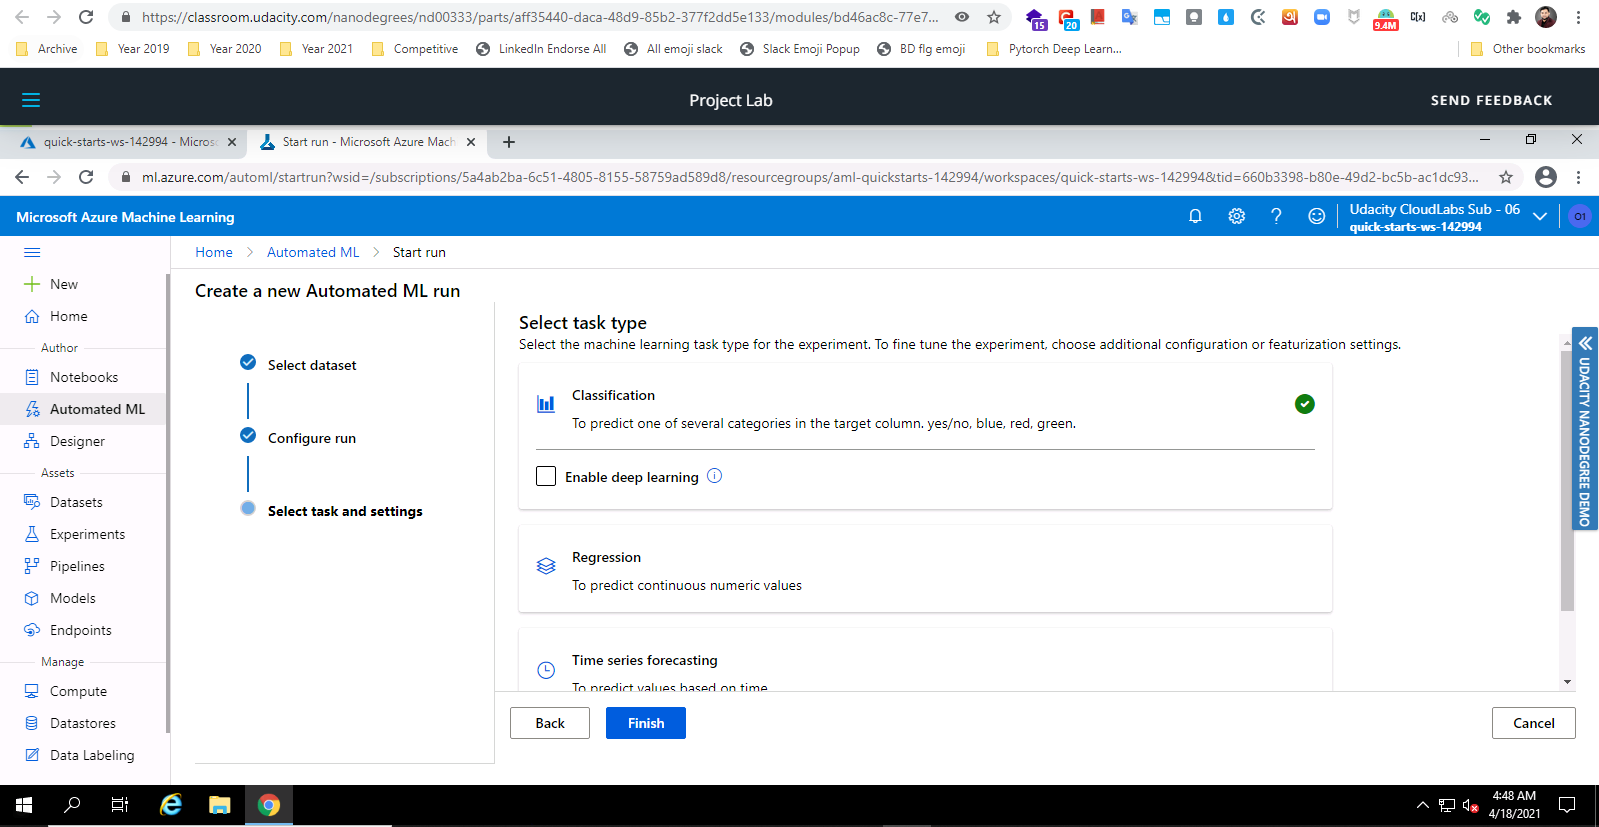 https://classroom.udacity.com/nanodegrees/nd00333/parts/aff35440-daca-48d9-85b2-377f2dd5e133/modules/bd46ac8c-77e7...
15
20
9.4M
Archive
Year 2019
Year 2020
Year 2021
Competitive
LinkedIn Endorse All
All emoji slack
Slack Emoji Popup
BD flg emoji
Pytorch Deep Learn...
Other bookmarks
Project Lab
SEND FEEDBACK
quick-starts-ws-142994 - Micros
Start run - Microsoft Azure Mach
ml.azure.com/automl/startrun?wsid=/subscriptions/5a4ab2ba-6c51-4805-8155-58759ad589d8/resourcegroups/aml-quickstarts-142994/workspaces/quick-starts-ws-142994&tid=660b3398-b80e-49d2-bc5b-ac1dc93...
Microsoft Azure Machine Learning
?
Udacity CloudLabs Sub - 06
quick-starts-ws-142994
O1
Home > Automated ML > Start run
New
Home
Author
Notebooks
Automated ML
Designer
Assets
Datasets
Experiments
Pipelines
Models
Endpoints
Manage
Compute
Datastores
Data Labeling
Create a new Automated ML run
Select dataset
Configure run
Select task and settings
Select task type
Select the machine learning task type for the experiment. To fine tune the experiment, choose additional configuration or featurization settings.
Classification
To predict one of several categories in the target column. yes/no, blue, red, green.
Enable deep learning
Regression
To predict continuous numeric values
Time series forecasting
To predict values based on time
Back
Finish
Cancel
UDACITY NANODEGREE DEMO
4:48 AM
4/18/2021